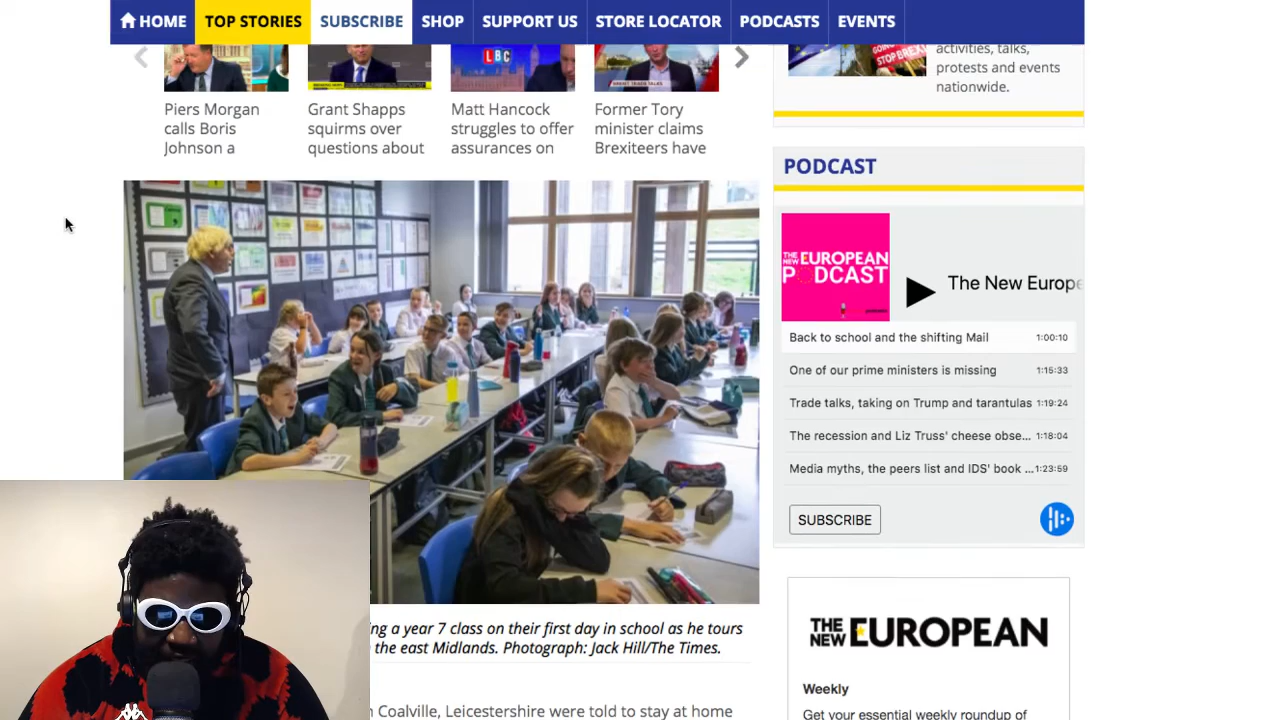 HOME TOP STORIES SUBSCRIBE SHOP SUPPORT US STORE LOCATOR PODCASTS EVENTS
LBC
Piers Morgan
calls Boris
Johnson a
Grant Shapps
squirms over
questions about
Matt Hancock
struggles to offer
assurances on
Former Tory
minister claims
Brexiteers have
STOP BREXIT
activities, talks,
protests and events
nationwide.
PODCAST
THE NEW EUROPEAN
PODCAST
The New Europe
Back to school and the shifting Mail 1:00:10
One of our prime ministers is missing 1:15:33
Trade talks, taking on Trump and tarantulas 1:19:24
The recession and Liz Truss' cheese obse... 1:18:04
Media myths, the peers list and IDS' book ... 1:23:59
SUBSCRIBE
ing a year 7 class on their first day in school as he tours
the east Midlands. Photograph: Jack Hill/The Times.
Coalville, Leicestershire were told to stay at home
THE NEW EUROPEAN
Weekly
Get your essential weekly roundup of